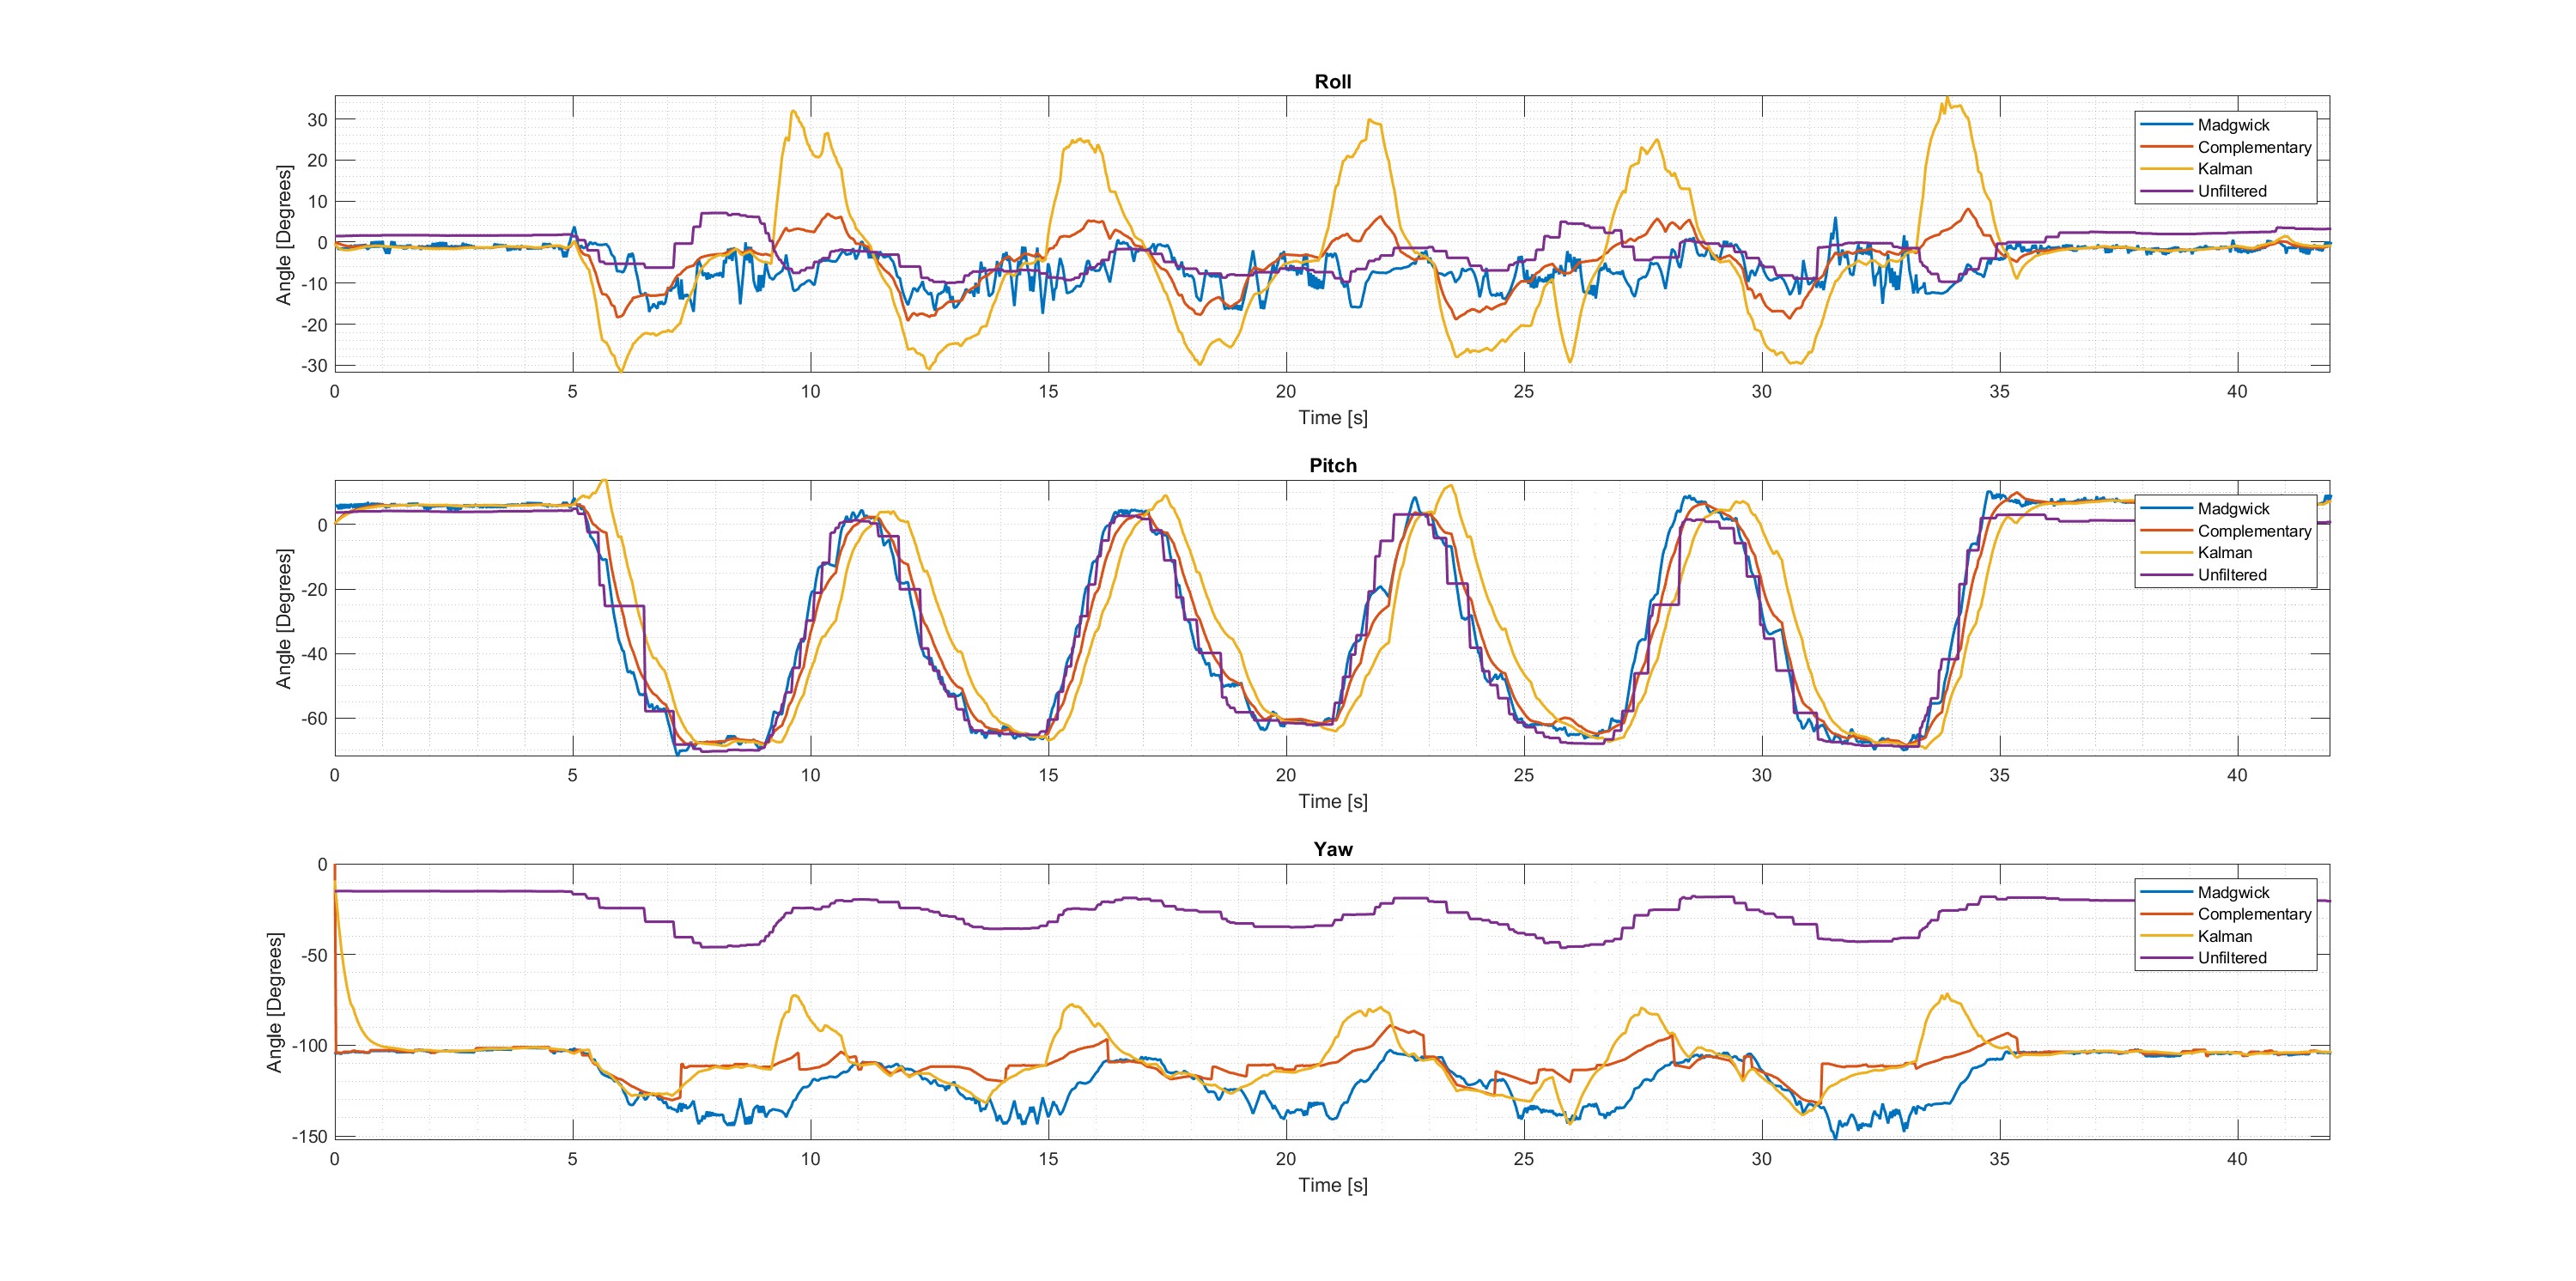 Roll
Angle [Degrees]
30
20
10
0
-10
-20
-30
Madgwick
Complementary
Kalman
Unfiltered
0 5 10 15 20 25 30 35 40
Time [s]
Pitch
Angle [Degrees]
0
-20
-40
-60
Madgwick
Complementary
Kalman
Unfiltered
0 5 10 15 20 25 30 35 40
Time [s]
Yaw
Angle [Degrees]
0
-50
-100
-150
Madgwick
Complementary
Kalman
Unfiltered
0 5 10 15 20 25 30 35 40
Time [s]